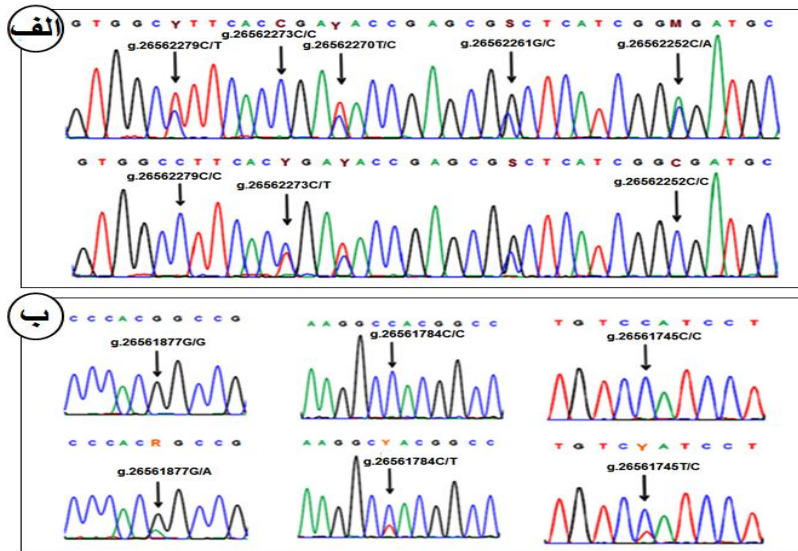 الف
G T G G C Y T T C A C C G A Y A C C G A G C G S C T C A T C G G M G A T G C
g.26562279C/T g.26562273C/C g.26562270T/C g.26562261G/C g.26562252C/A
G T G G C C T T C A C Y G A Y A C C G A G C G S C T C A T C G G C G A T G C
g.26562279C/C g.26562273C/T g.26562252C/C
ب
C C C A C G G C C G A A G G C C A C G G C C T G T C C A T C C T
g.26561877G/G g.26561784C/C g.26561745C/C
C C C A C R G C C G A A G G C Y A C G G C C T G T C Y A T C C T
g.26561877G/A g.26561784C/T g.26561745T/C